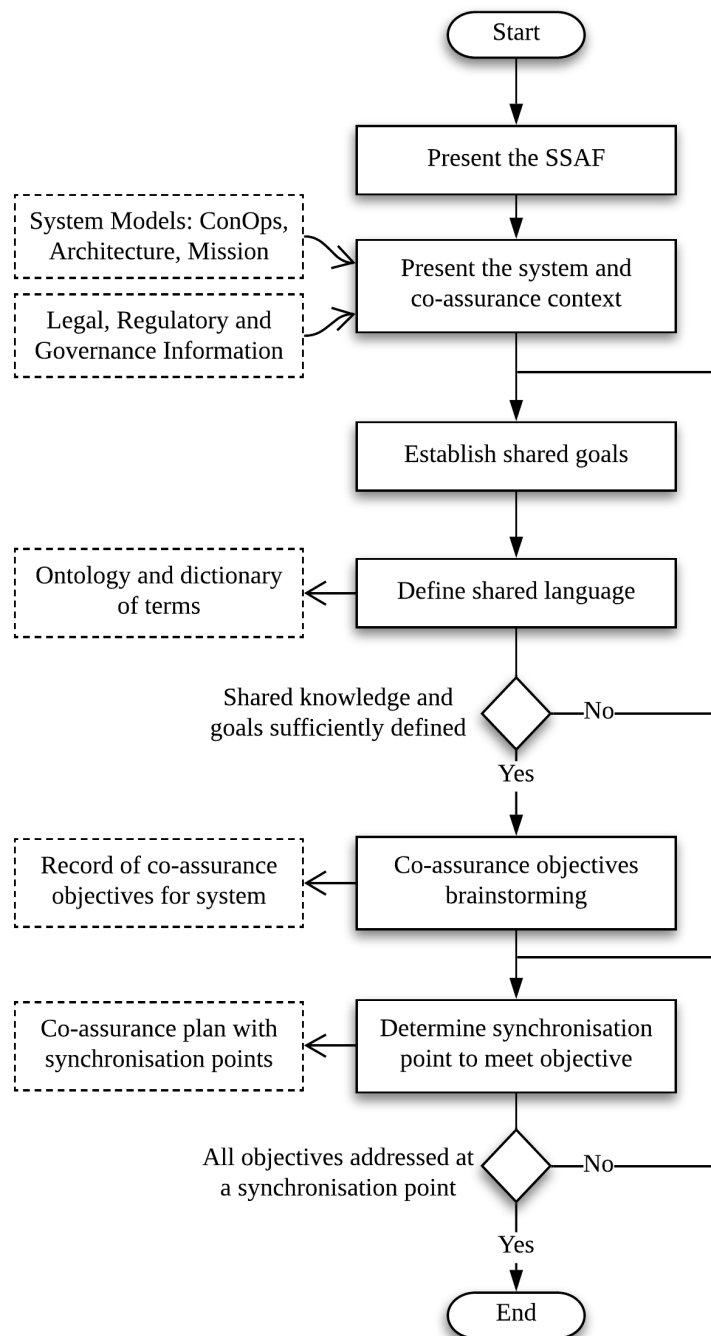 Start
Present the SSAF
System Models: ConOps,
Architecture, Mission
Present the system and
co-assurance context
Legal, Regulatory and
Governance Information
Establish shared goals
Ontology and dictionary
of terms
Define shared language
Shared knowledge and
goals sufficiently defined
No
Yes
Record of co-assurance
objectives for system
Co-assurance objectives
brainstorming
Co-assurance plan with
synchronisation points
Determine synchronisation
point to meet objective
All objectives addressed at
a synchronisation point
No
Yes
End